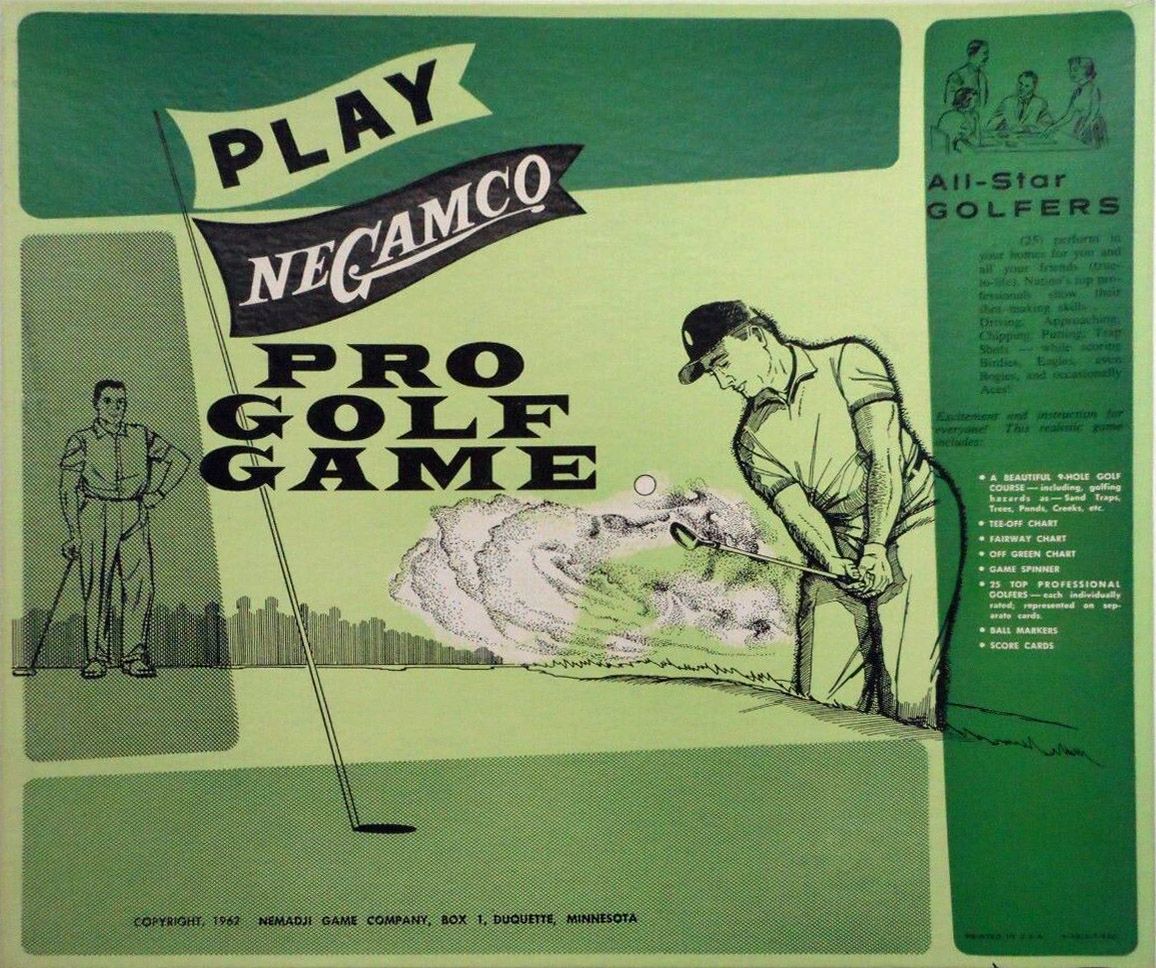 PLAY
NEGAMCO
PRO
GOLF
GAME
COPYRIGHT, 1962 NEMADJI GAME COMPANY, BOX 1, DUQUETTE, MINNESOTA
All-Star
GOLFERS
(25) perform in
your homes for you and
all your friends (true-
to-life). Nation's top pro-
fessionals show their
shot-making skills
Driving, Approaching,
Chipping, Putting, Trap
Shots — while scoring
Birdies, Eagles, even
Bogies, and occasionally
Aces!
Excitement and instruction for
everyone! This realistic game
includes:
• A BEAUTIFUL 9-HOLE GOLF
COURSE — including, golfing
hazards as — Sand Traps,
Trees, Ponds, Creeks, etc.
• TEE-OFF CHART
• FAIRWAY CHART
• OFF GREEN CHART
• GAME SPINNER
• 25 TOP PROFESSIONAL
GOLFERS — each individually
rated; represented on sep-
arate cards.
• BALL MARKERS
• SCORE CARDS
PRINTED IN U.S.A.